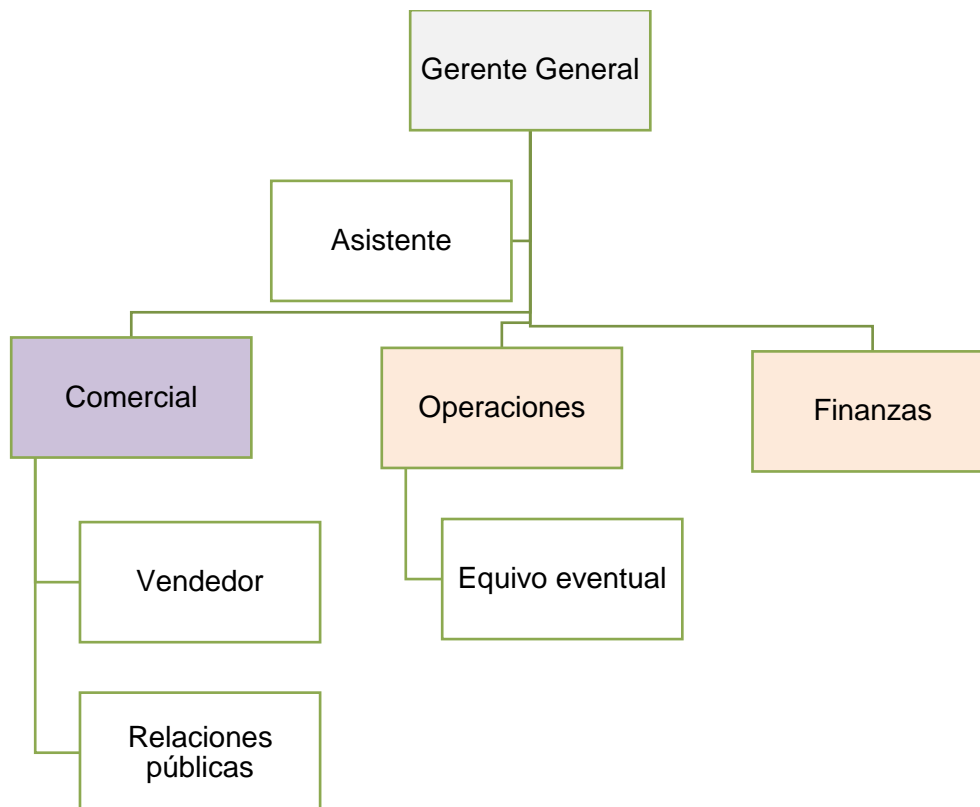 Gerente General
Asistente
Comercial
Operaciones
Finanzas
Vendedor
Equivo eventual
Relaciones
públicas